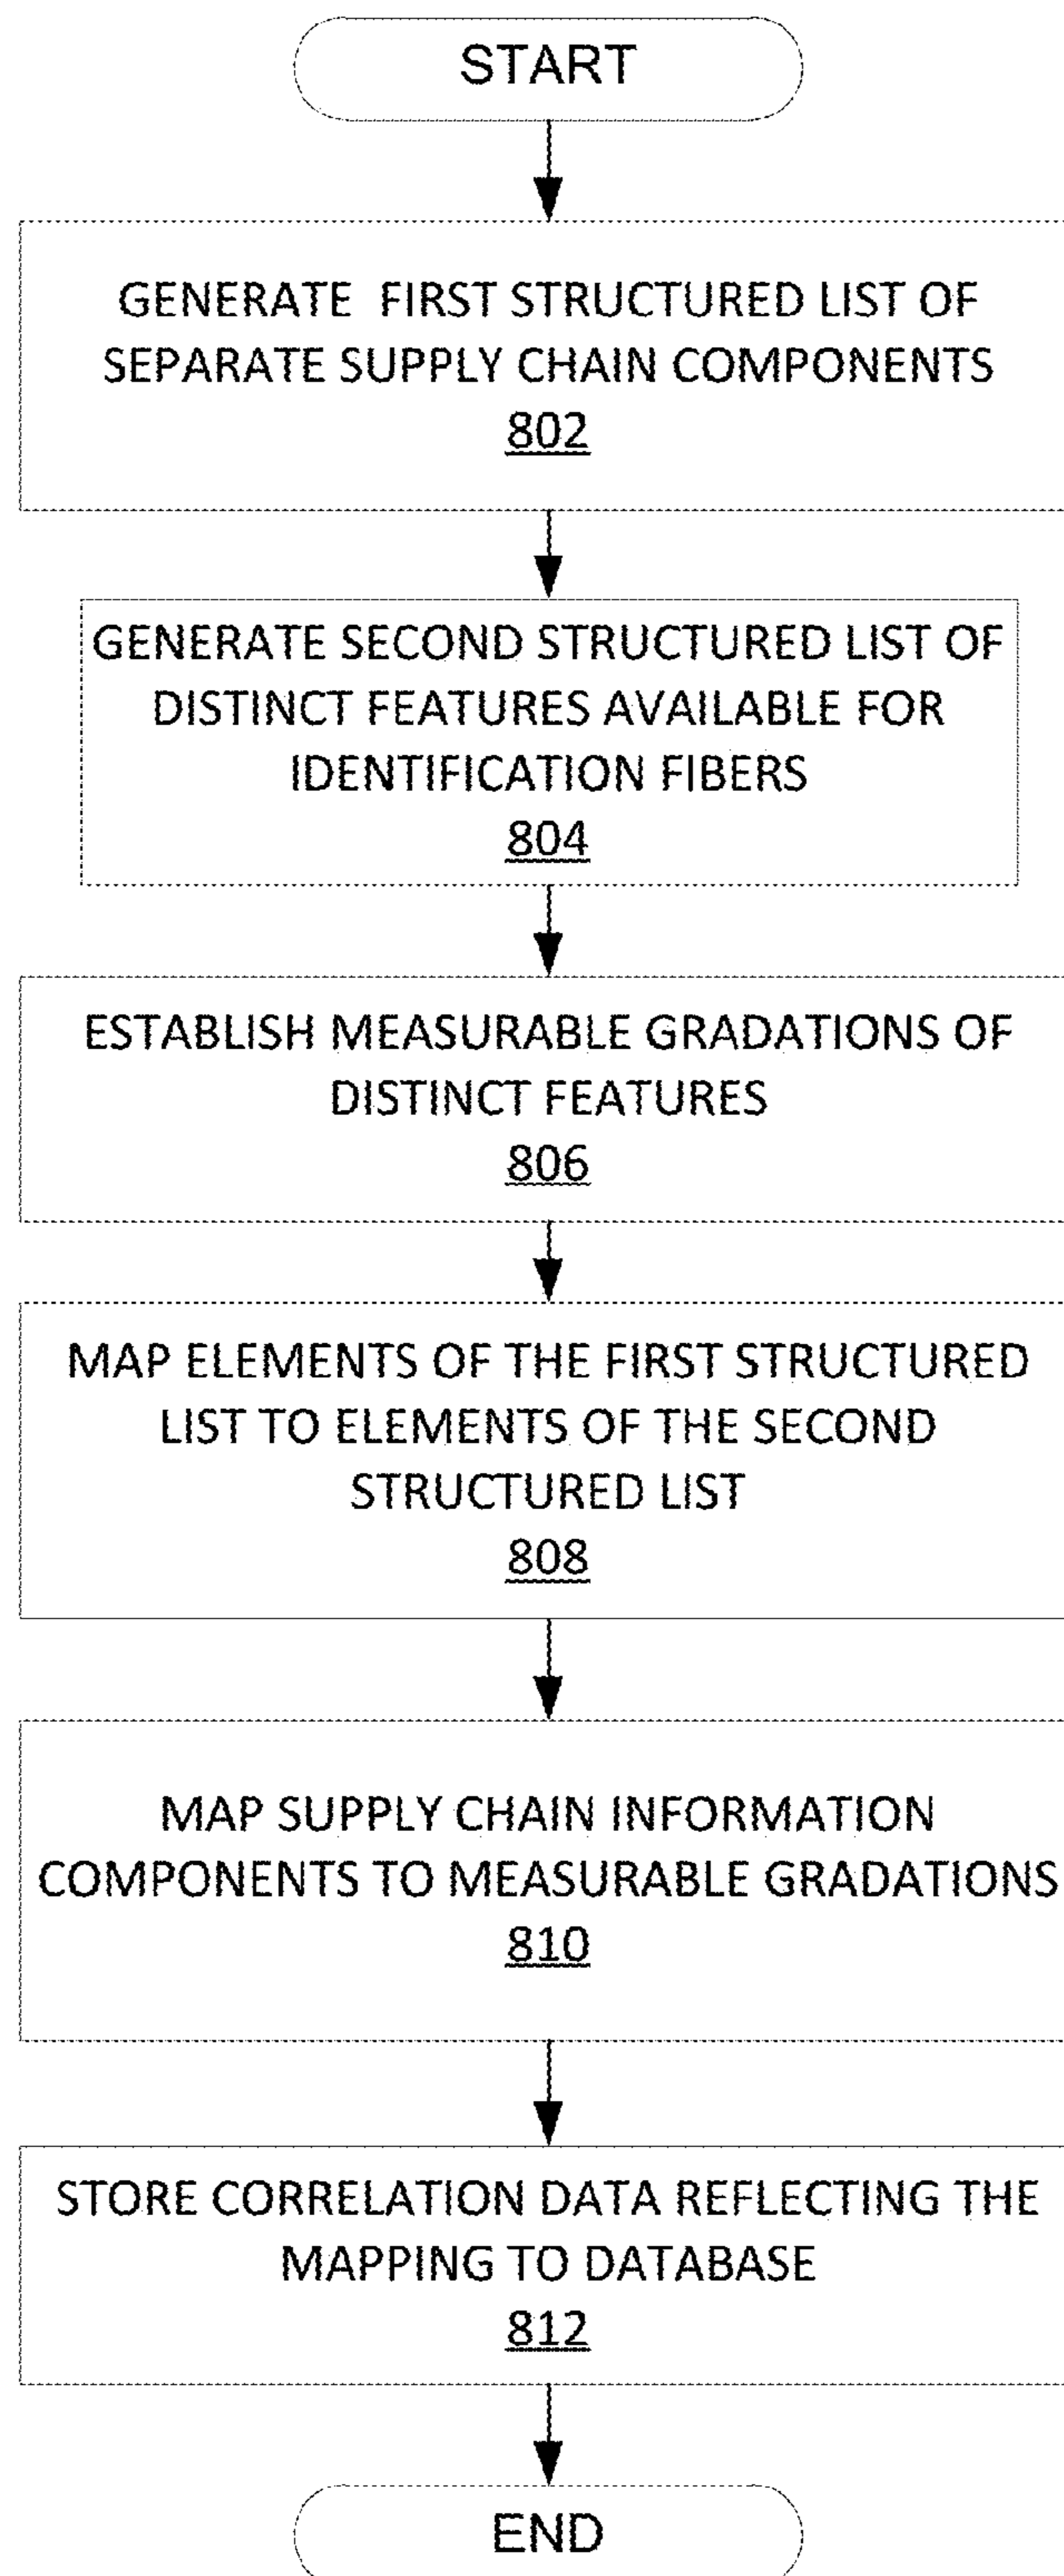 START
GENERATE FIRST STRUCTURED LIST OF
SEPARATE SUPPLY CHAIN COMPONENTS
802
GENERATE SECOND STRUCTURED LIST OF
DISTINCT FEATURES AVAILABLE FOR
IDENTIFICATION FIBERS
804
ESTABLISH MEASURABLE GRADATIONS OF
DISTINCT FEATURES
806
MAP ELEMENTS OF THE FIRST STRUCTURED
LIST TO ELEMENTS OF THE SECOND
STRUCTURED LIST
808
MAP SUPPLY CHAIN INFORMATION
COMPONENTS TO MEASURABLE GRADATIONS
810
STORE CORRELATION DATA REFLECTING THE
MAPPING TO DATABASE
812
END